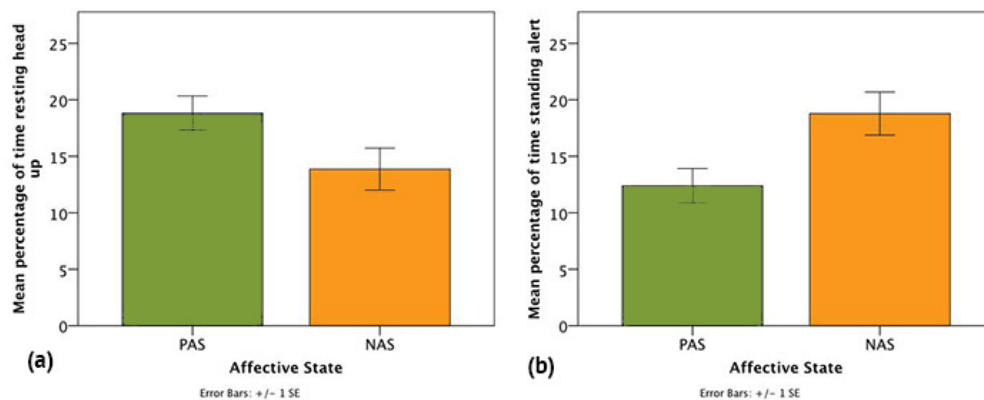 Mean percentage of time resting head
up
25
20
15
10
5
0
PAS NAS
(a)
Affective State
Error Bars: +/- 1 SE
Mean percentage of time standing alert
25
20
15
10
5
0
PAS NAS
(b)
Affective State
Error Bars: +/- 1 SE